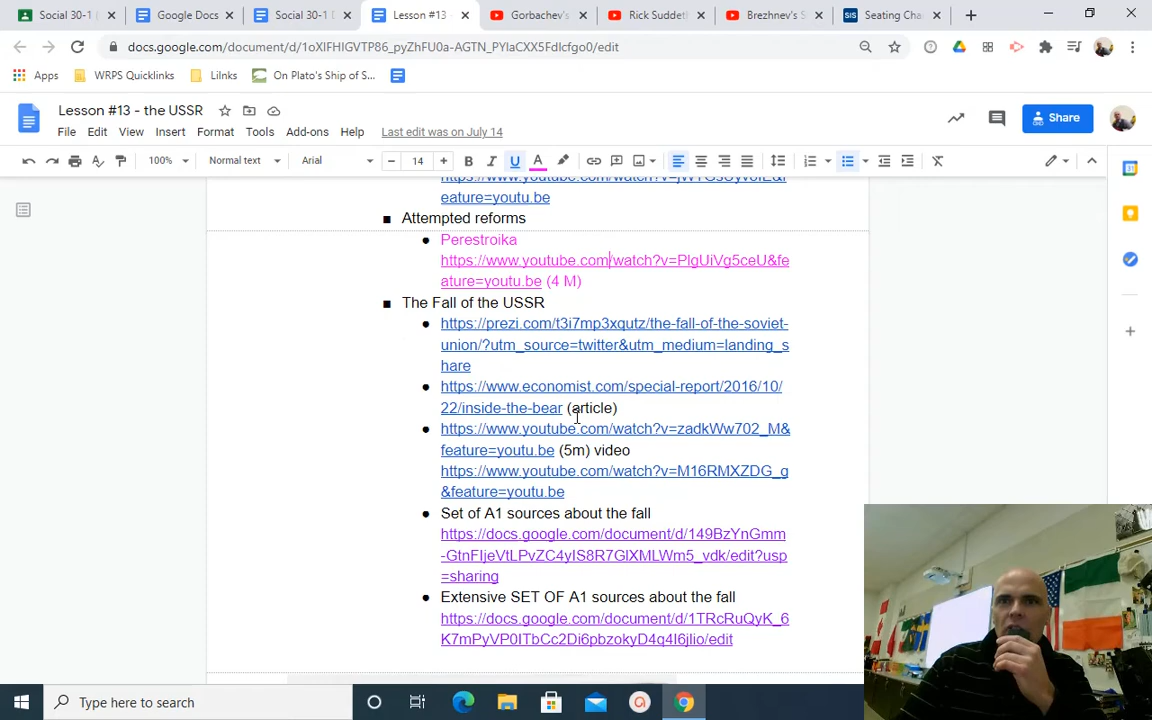 Social 30-1
Google Docs
Social 30-1 I
Lesson #13 -
Gorbachev's
Rick Suddet
Brezhnev's S
Seating Cha
docs.google.com/document/d/1oXIFHIGVTP86_pyZhFU0a-AGTN_PYlaCXX5Fdlcfgo0/edit
Apps
WRPS Quicklinks
Lilnks
On Plato's Ship of S...
Lesson #13 - the USSR
File Edit View Insert Format Tools Add-ons Help Last edit was on July 14
Share
100% Normal text Arial 14 B I U A
eature=youtu.be
Attempted reforms
Perestroika
https://www.youtube.com/watch?v=PlgUiVg5ceU&fe
ature=youtu.be (4 M)
The Fall of the USSR
https://prezi.com/t3i7mp3xqutz/the-fall-of-the-soviet-
union/?utm_source=twitter&utm_medium=landing_s
hare
https://www.economist.com/special-report/2016/10/
22/inside-the-bear (article)
https://www.youtube.com/watch?v=zadkWw702_M&
feature=youtu.be (5m) video
https://www.youtube.com/watch?v=M16RMXZDG_g
&feature=youtu.be
Set of A1 sources about the fall
https://docs.google.com/document/d/149BzYnGmm
-GtnFIjeVtLPvZC4yIS8R7GlXMLWm5_vdk/edit?usp
=sharing
Extensive SET OF A1 sources about the fall
https://docs.google.com/document/d/1TRcRuQyK_6
K7mPyVP0ITbCc2Di6pbzokyD4q4I6jlio/edit
Type here to search